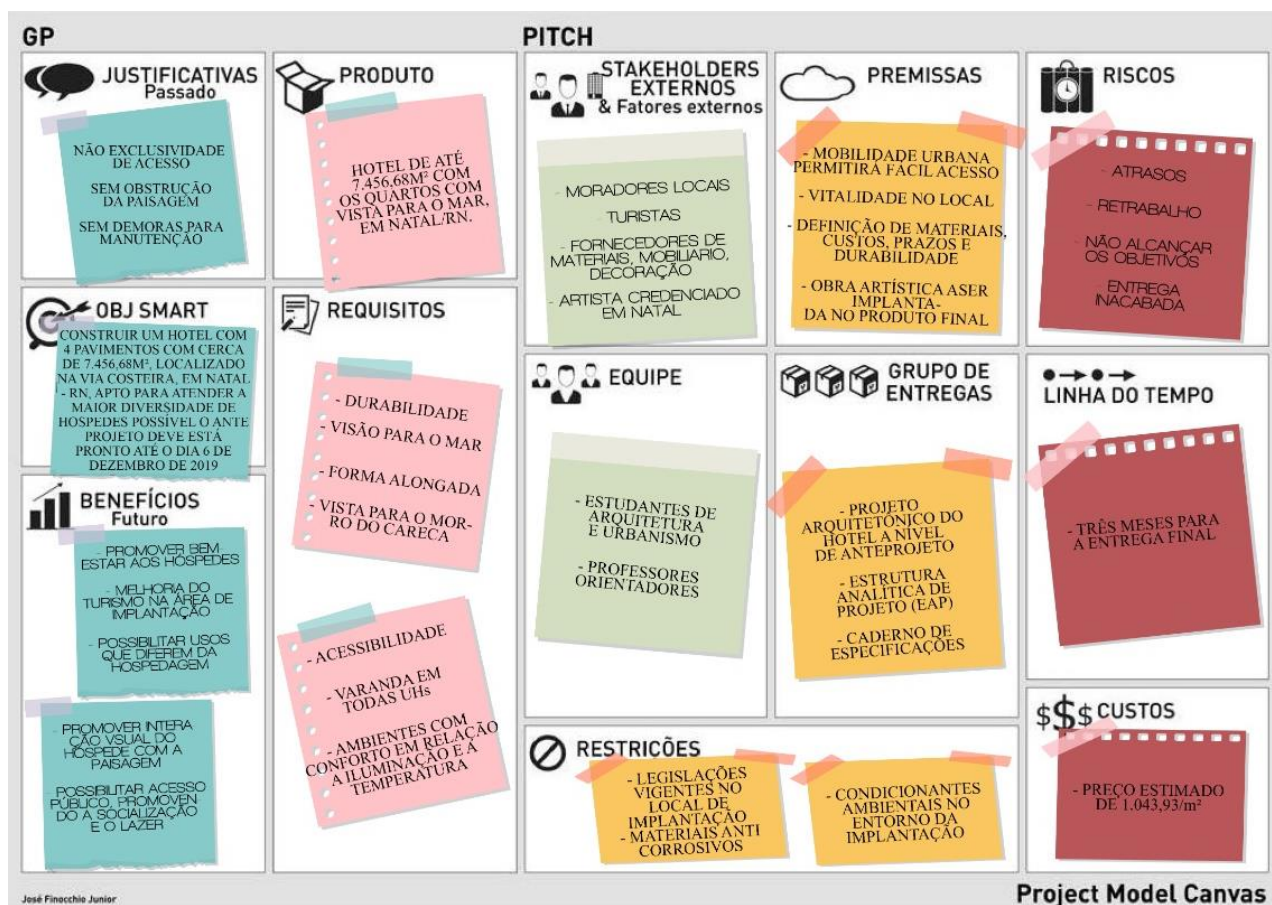 GP
PITCH
JUSTIFICATIVAS
Passado
NÃO EXCLUSIVIDADE
DE ACESSO
SEM OBSTRUÇÃO
DA PAISAGEM
SEM DEMORAS PARA
MANUTENÇÃO
OBJ SMART
CONSTRUIR UM HOTEL COM
4 PAVIMENTOS COM CERCA
DE 7.456,68M², LOCALIZADO
NA VIA COSTEIRA, EM NATAL
- RN, APTO PARA ATENDER A
MAIOR DIVERSIDADE DE
HOSPEDES POSSÍVEL O ANTE
PROJETO DEVE ESTÁ
PRONTO ATÉ O DIA 6 DE
DEZEMBRO DE 2019
BENEFÍCIOS
Futuro
- PROMOVER BEM
ESTAR AOS HÓSPEDES
- MELHORIA DO
TURISMO NA ÁREA DE
IMPLANTAÇÃO
- POSSIBILITAR USOS
QUE DIFEREM DA
HOSPEDAGEM
- PROMOVER INTERA
ÇÃO VSUAL DO
HÓSPEDE COM A
PAISAGEM
POSSIBILITAR ACESSO
PÚBLICO, PROMOVEN
DO A SOCIALIZAÇÃO
E O LAZER
PRODUTO
HOTEL DE ATÉ
7.456,68M² COM
OS QUARTOS COM
VISTA PARA O MAR,
EM NATAL/RN.
REQUISITOS
- DURABILIDADE
- VISÃO PARA O MAR
- FORMA ALONGADA
- VISTA PARA O MOR-
RO DO CARECA
- ACESSIBILIDADE
- VARANDA EM
TODAS UHs
- AMBIENTES COM
CONFORTO EM RELAÇÃO
A ILUMINAÇÃO E Á
TEMPERATURA
STAKEHOLDERS
EXTERNOS
& Fatores externos
- MORADORES LOCAIS
- TURISTAS
- FORNECEDORES DE
MATERIAIS, MOBILIARIO,
DECORAÇÃO
- ARTISTA CREDENCIADO
EM NATAL
EQUIPE
- ESTUDANTES DE
ARQUITETURA
E URBANISMO
- PROFESSORES
ORIENTADORES
PREMISSAS
- MOBILIDADE URBANA
PERMITIRÁ FÁCIL ACESSO
- VITALIDADE NO LOCAL
- DEFINIÇÃO DE MATERIAIS,
CUSTOS, PRAZOS E
DURABILIDADE
- OBRA ARTÍSTICA ASER
IMPLANTA-
DA NO PRODUTO FINAL
GRUPO DE
ENTREGAS
- PROJETO
ARQUITETÔNICO DO
HOTEL A NÍVEL
DE ANTEPROJETO
- ESTRUTURA
ANALÍTICA DE
PROJETO (EAP)
- CADERNO DE
ESPECIFICAÇÕES
RESTRIÇÕES
- LEGISLAÇÕES
VIGENTES NO
LOCAL DE
IMPLANTAÇÃO
- MATERIAIS ANTI
CORROSIVOS
- CONDICIONANTES
AMBIENTAIS NO
ENTORNO DA
IMPLANTAÇÃO
RISCOS
- ATRASOS
- RETRABALHO
- NÃO ALCANÇAR
OS OBJETIVOS
- ENTREGA
INACABADA
LINHA DO TEMPO
- TRÊS MESES PARA
A ENTREGA FINAL
$$$ CUSTOS
- PREÇO ESTIMADO
DE 1.043,93/m²
José Finocchio Junior
Project Model Canvas